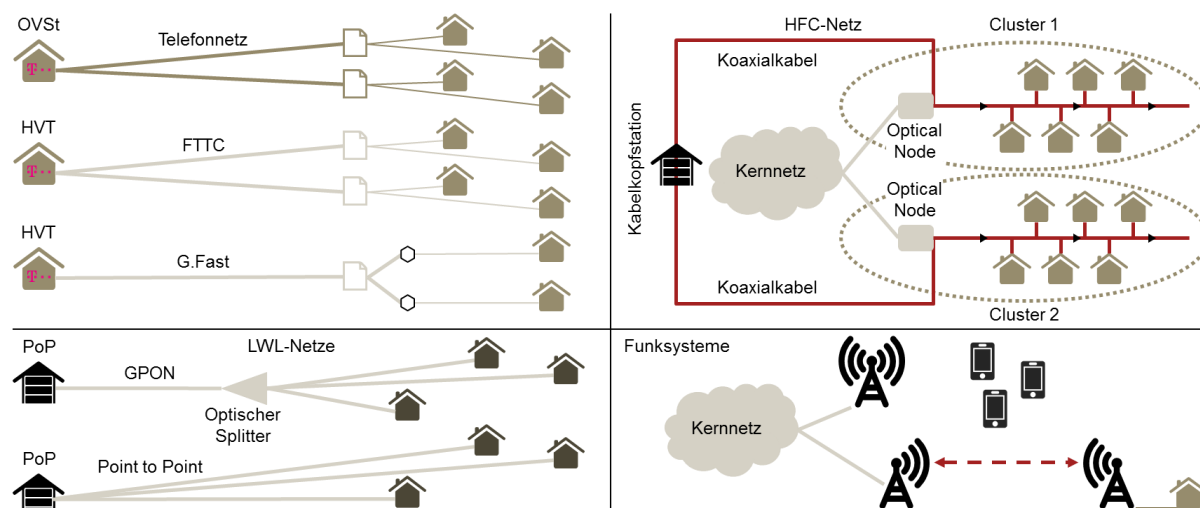 OVSt
Telefonnetz
T
HVT
FTTC
T
HVT
G.Fast
T
HFC-Netz
Cluster 1
Koaxialkabel
Kabelkopfstation
Kernnetz
Optical
Node
Optical
Node
Koaxialkabel
Cluster 2
PoP
LWL-Netze
GPON
Optischer
Splitter
PoP
Point to Point
Funksysteme
Kernnetz